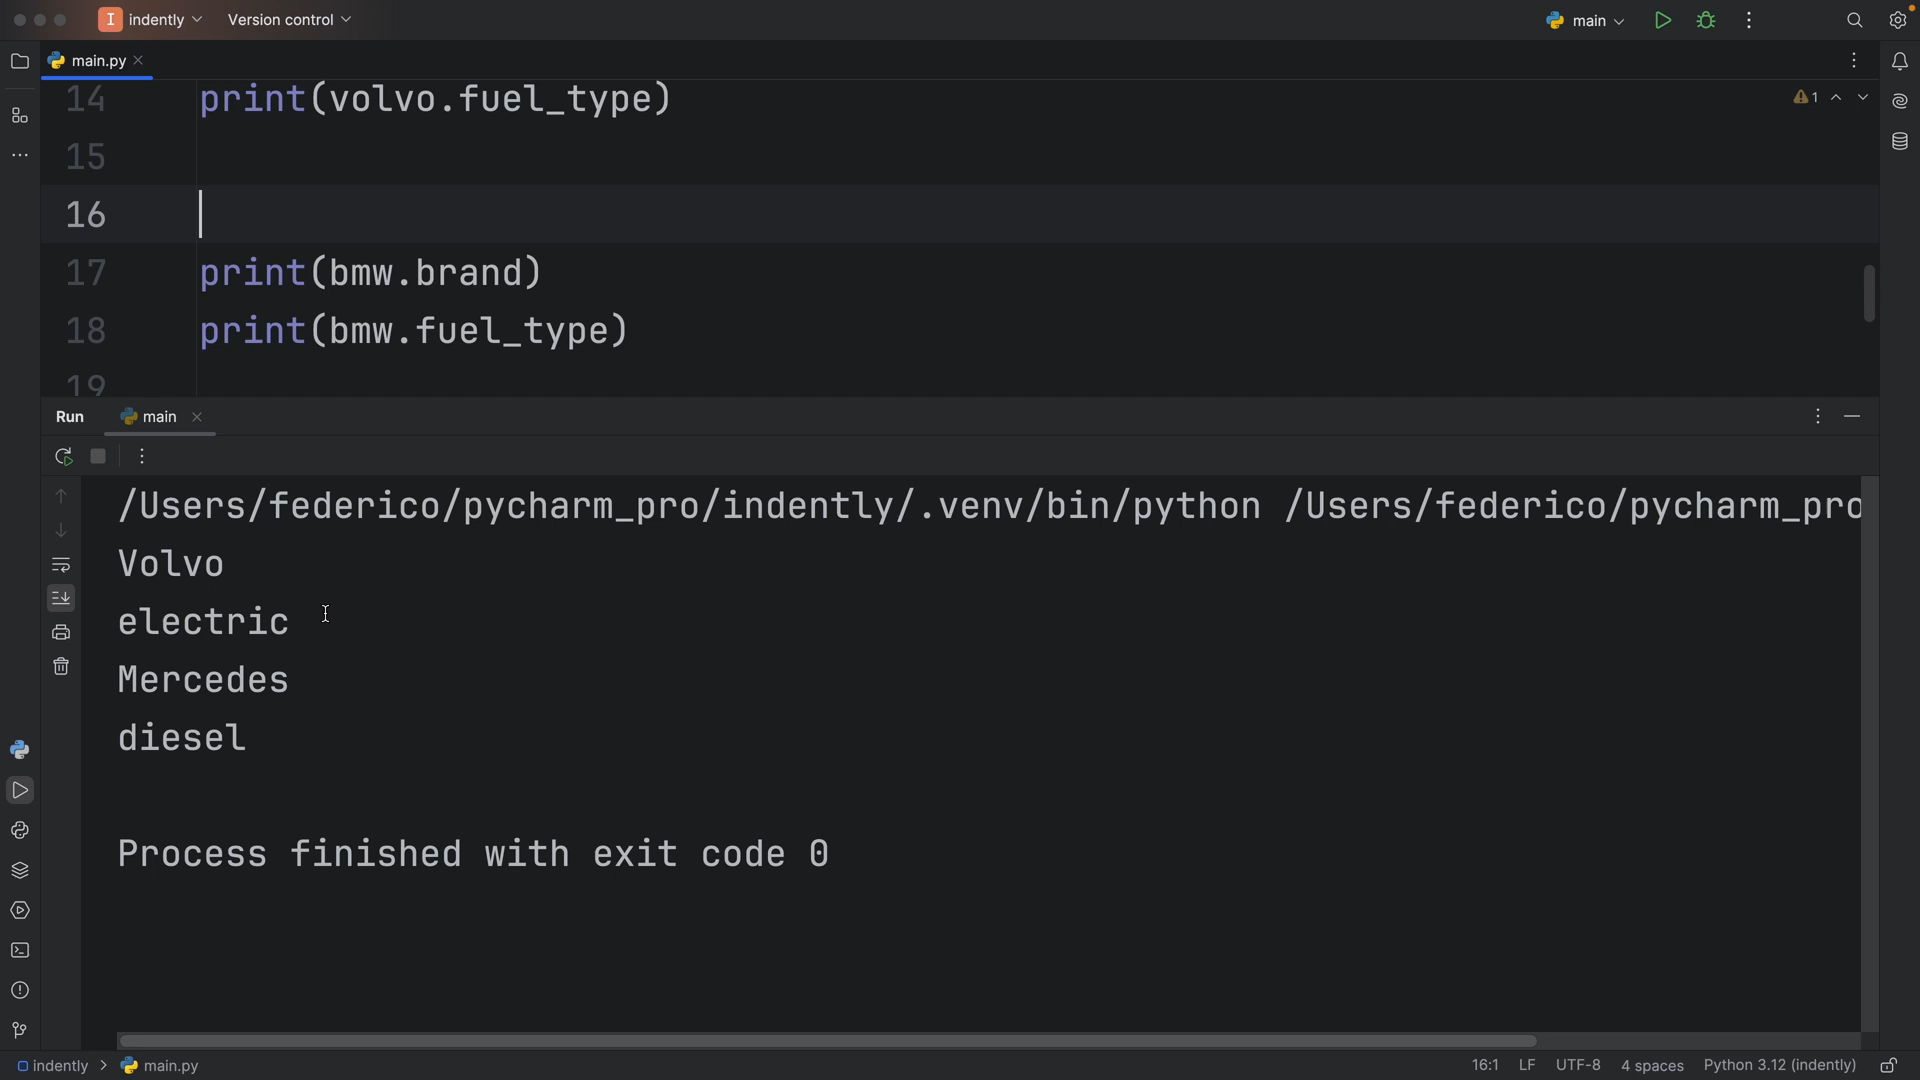 I indently Version control main
main.py
14 print(volvo.fuel_type)
1
15
16
17 print(bmw.brand)
18 print(bmw.fuel_type)
19
Run main
/Users/federico/pycharm_pro/indently/.venv/bin/python /Users/federico/pycharm_pro
Volvo
electric
Mercedes
diesel
Process finished with exit code 0
indently > main.py 16:1 LF UTF-8 4 spaces Python 3.12 (indently)